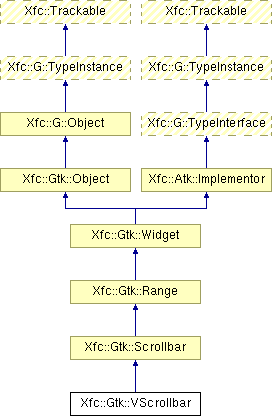 Xfc::Trackable
Xfc::Trackable
Xfc::G::TypeInstance
Xfc::G::TypeInstance
Xfc::G::Object
Xfc::G::TypeInterface
Xfc::Gtk::Object
Xfc::Atk::Implementor
Xfc::Gtk::Widget
Xfc::Gtk::Range
Xfc::Gtk::Scrollbar
Xfc::Gtk::VScrollbar